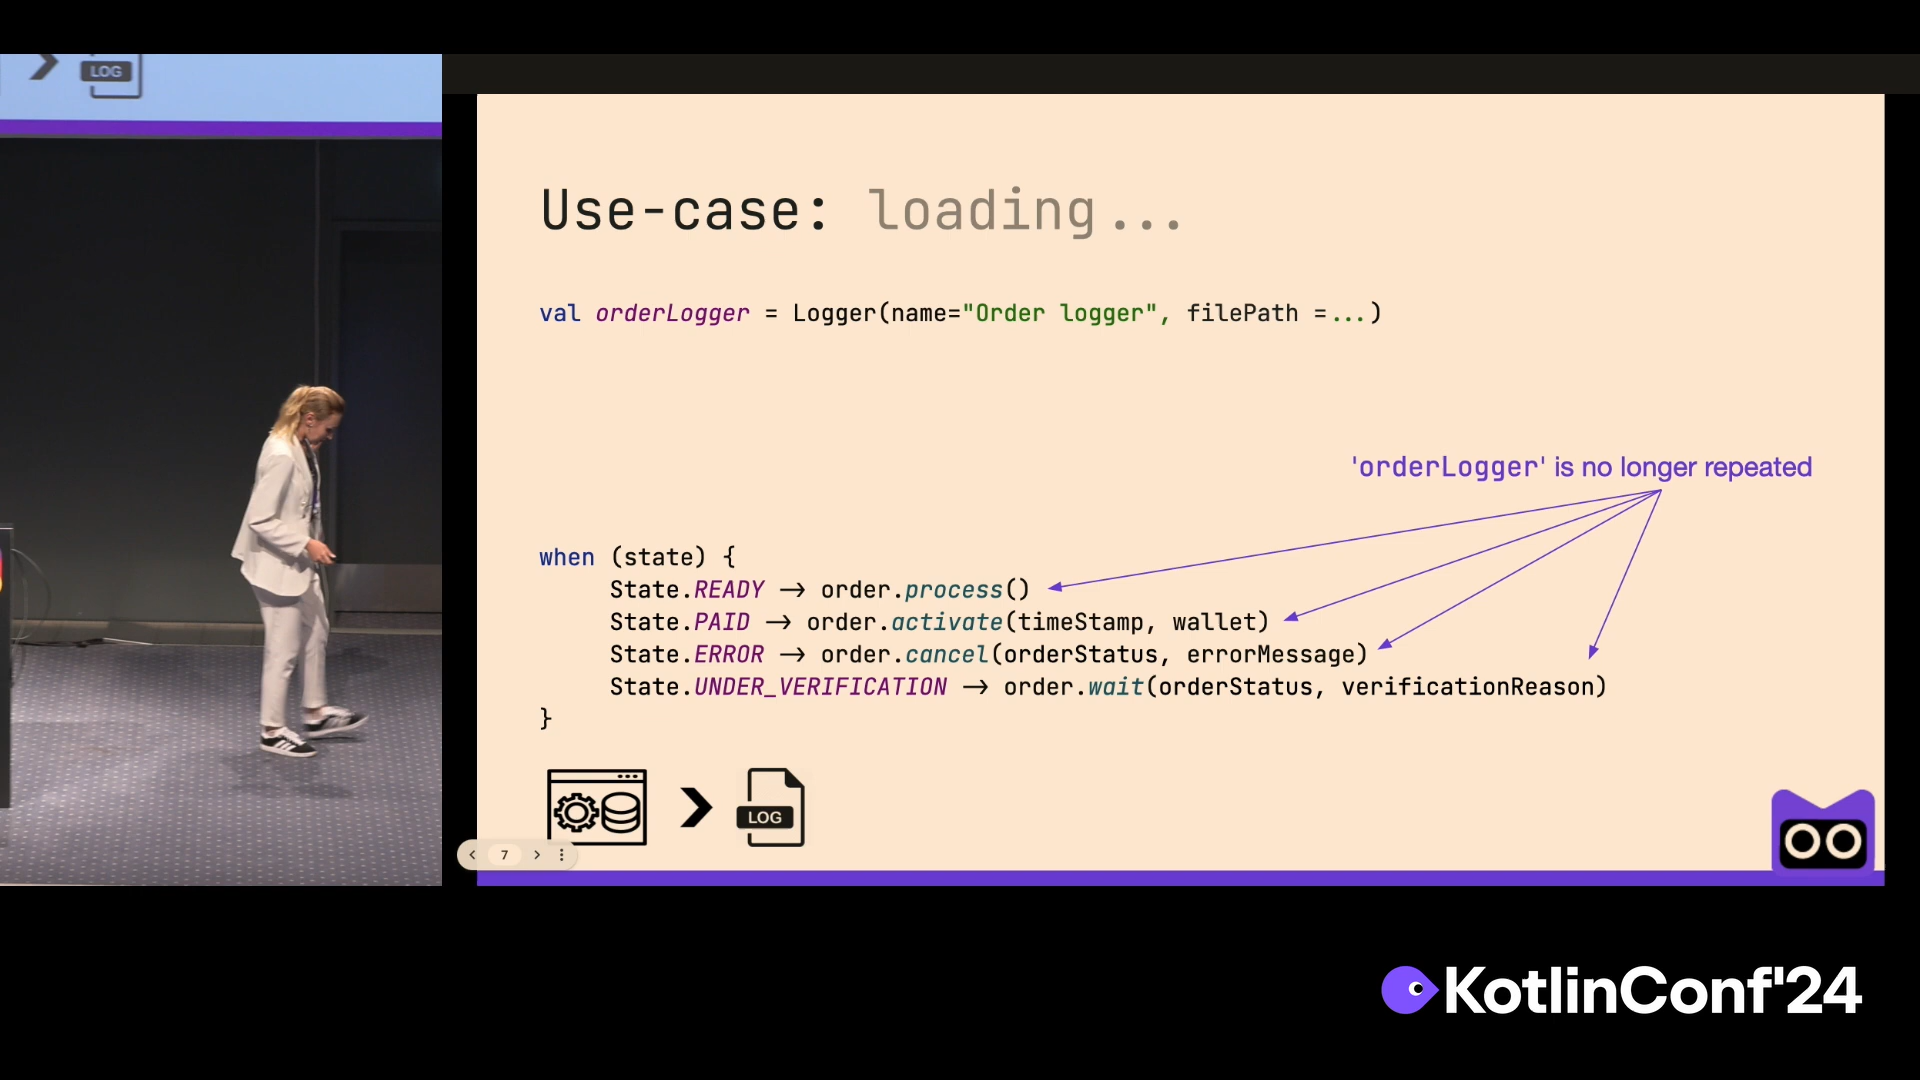 LOG
Use-case: loading...
val orderLogger = Logger(name="Order logger", filePath =...)
'orderLogger' is no longer repeated
when (state) {
State.READY → order.process()
State.PAID → order.activate(timeStamp, wallet)
State.ERROR → order.cancel(orderStatus, errorMessage)
State.UNDER_VERIFICATION → order.wait(orderStatus, verificationReason)
}
LOG
7
KotlinConf'24